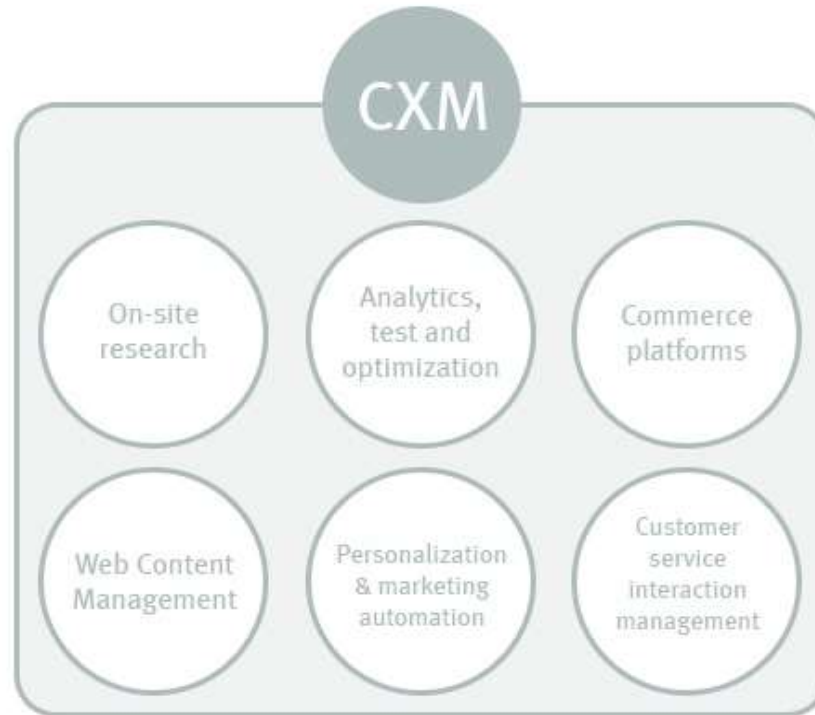 CXM
On-site
research
Analytics,
test and
optimization
Commerce
platforms
Web Content
Management
Personalization
& marketing
automation
Customer
service
interaction
management